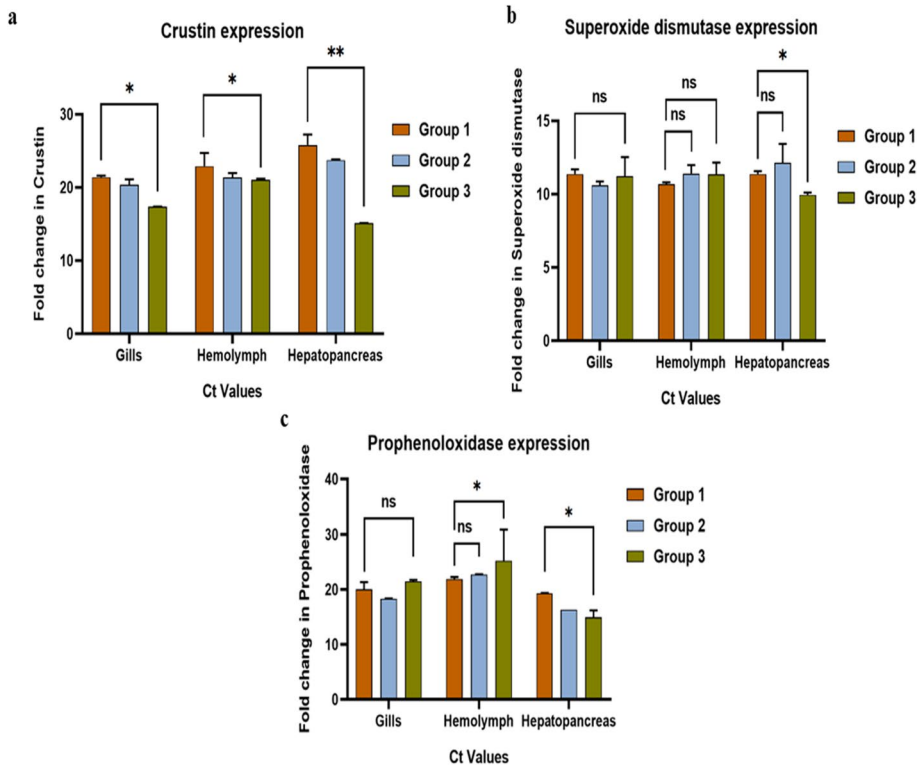 a
Crustin expression
**
*
*
30
20
10
0
Fold change in Crustin
Group 1
Group 2
Group 3
Gills
Hemolymph
Hepatopancreas
Ct Values
b
Superoxide dismutase expression
*
ns
ns
ns
ns
15
10
5
0
Fold change in Superoxide dismutase
Group 1
Group 2
Group 3
Gills
Hemolymph
Hepatopancreas
Ct Values
c
Prophenoloxidase expression
ns
*
ns
*
40
30
20
10
0
Fold change in Prophenoloxidase
Group 1
Group 2
Group 3
Gills
Hemolymph
Hepatopancreas
Ct Values